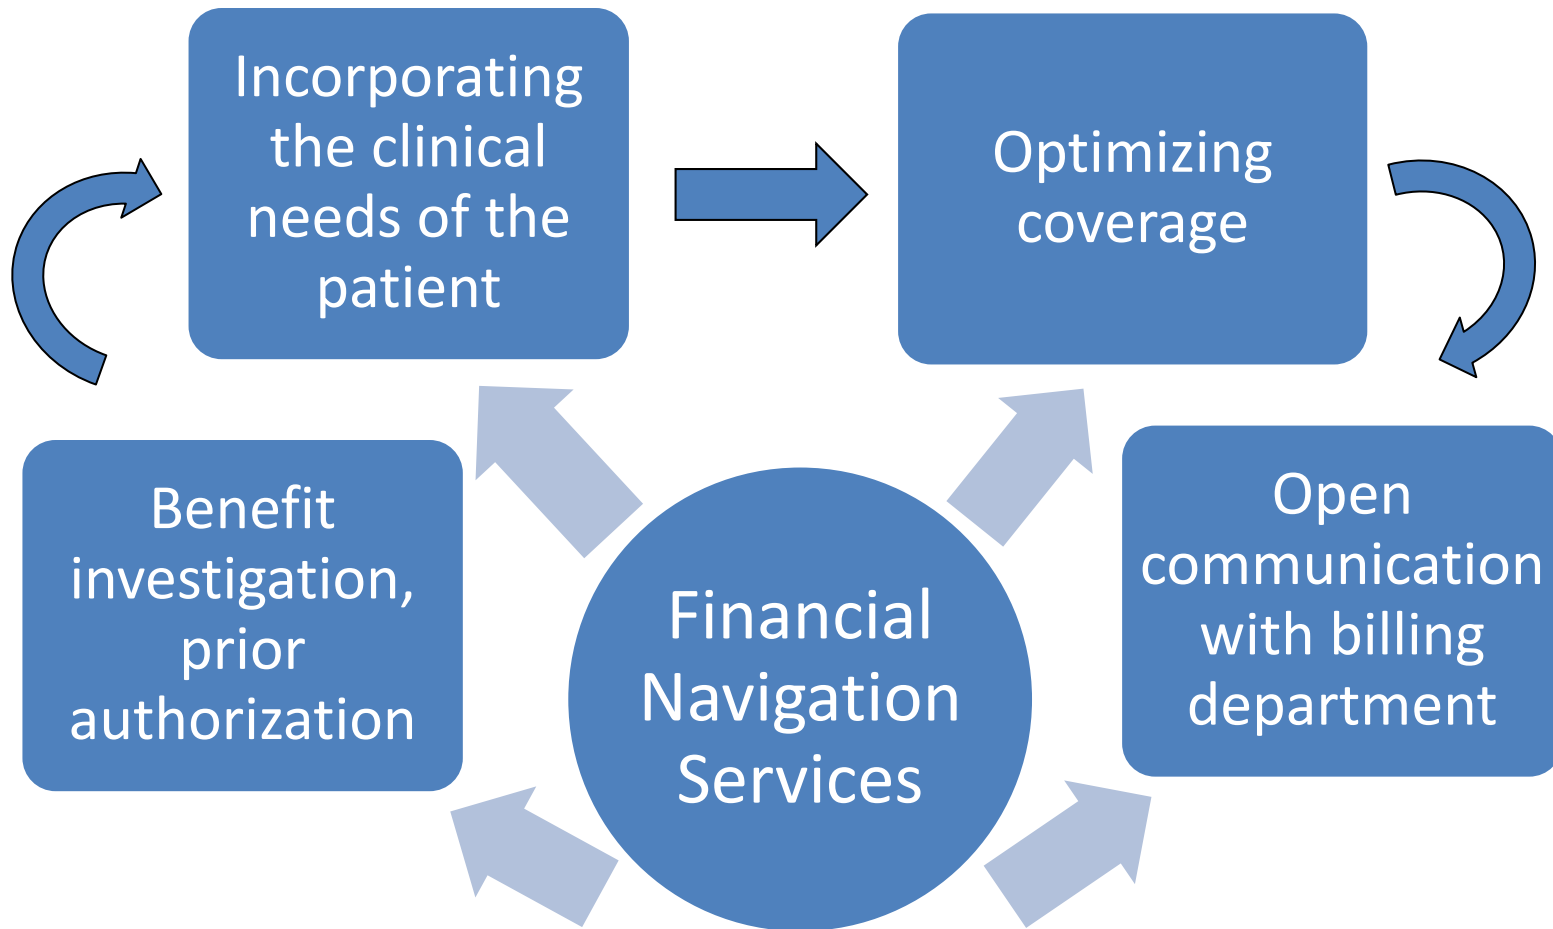 Incorporating
the clinical
needs of the
patient
Optimizing
coverage
Benefit
investigation,
prior
authorization
Financial
Navigation
Services
Open
communication
with billing
department